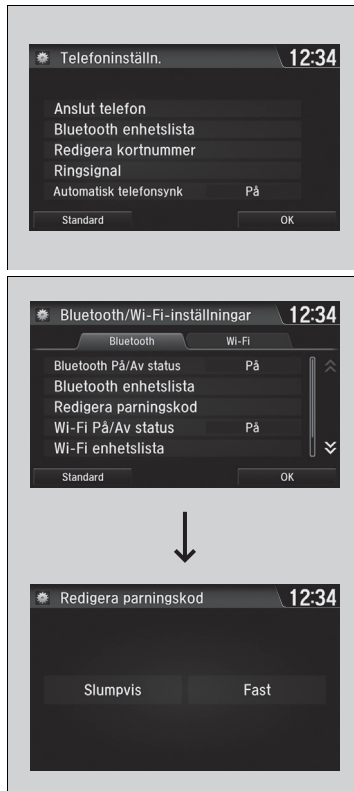 Telefoninställn. 12:34
Anslut telefon
Bluetooth enhetslista
Redigera kortnummer
Ringsignal
Automatisk telefonsynk På
Standard OK
Bluetooth/Wi-Fi-inställningar 12:34
Bluetooth Wi-Fi
Bluetooth På/Av status På
Bluetooth enhetslista
Redigera parningskod
Wi-Fi På/Av status På
Wi-Fi enhetslista
Standard OK
Redigera parningskod 12:34
Slumpvis Fast